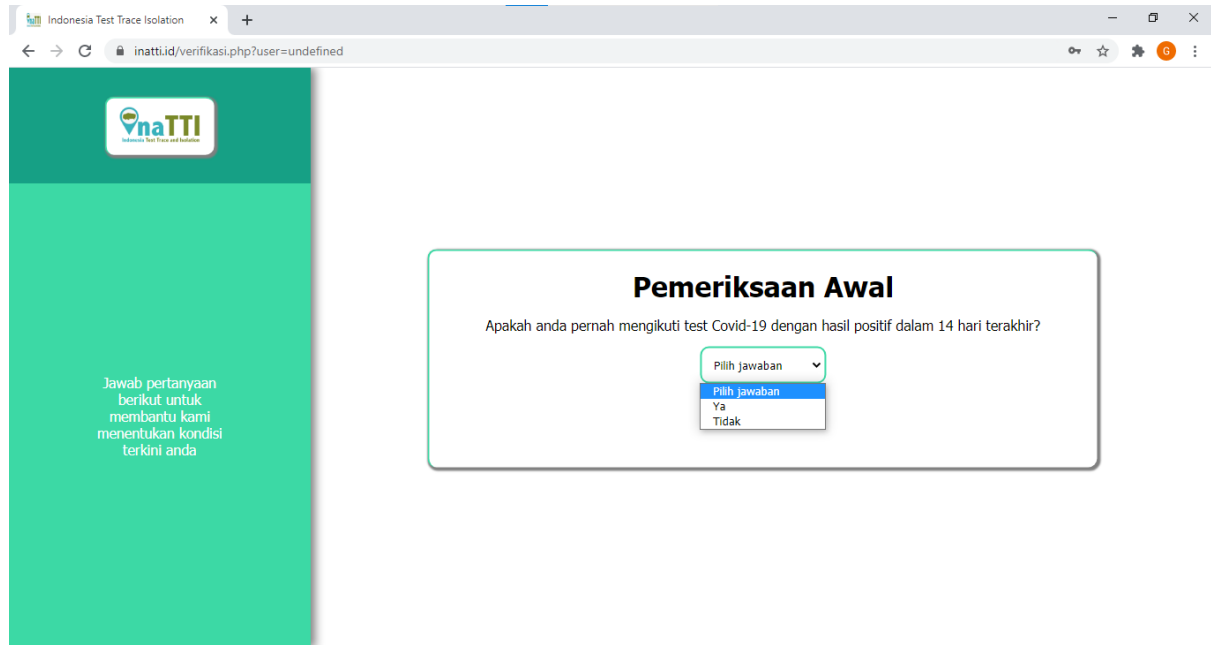 Indonesia Test Trace Isolation
inatti.id/verifikasi.php?user=undefined
G
inaTTI
Indonesia Test Trace and Isolation
Jawab pertanyaan
berikut untuk
membantu kami
menentukan kondisi
terkini anda
Pemeriksaan Awal
Apakah anda pernah mengikuti test Covid-19 dengan hasil positif dalam 14 hari terakhir?
Pilih jawaban
Pilih jawaban
Ya
Tidak